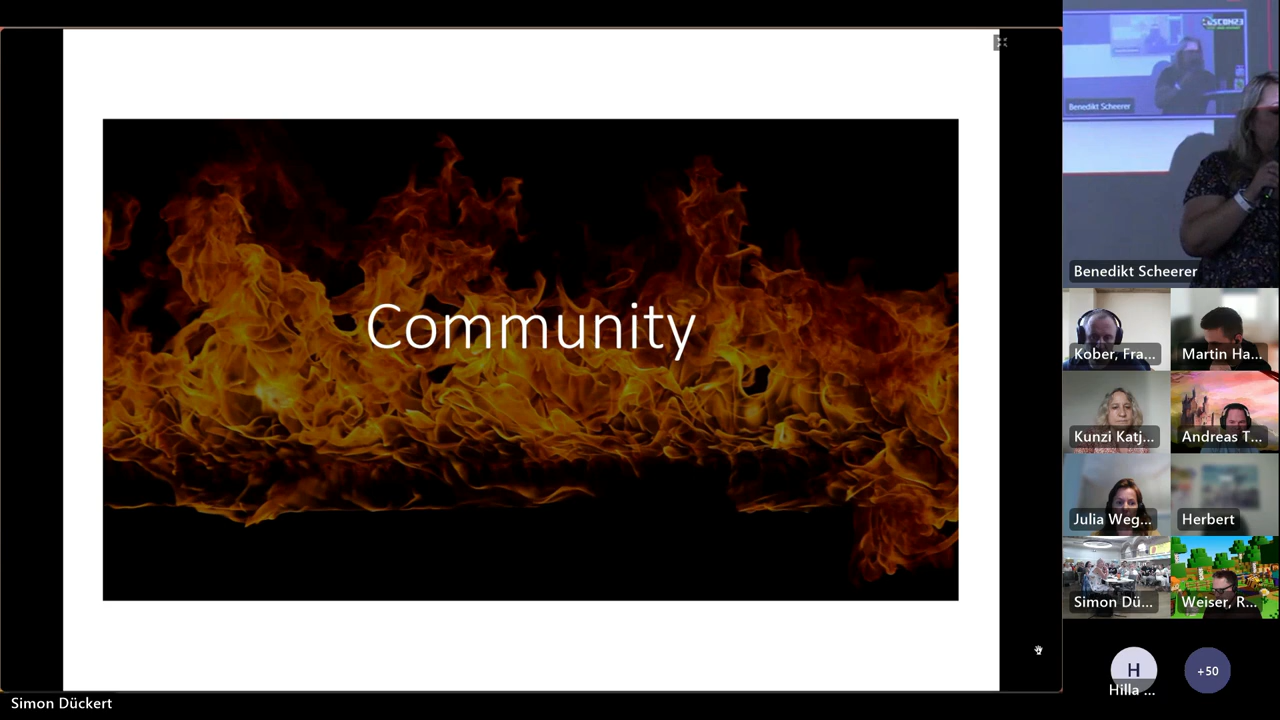 Community
Benedikt Scheerer
Benedikt Scheerer
Kober, Fra...
Martin Ha...
Kunzi Katj...
Andreas T...
Julia Weg...
Herbert
Simon Dü...
Weiser, R...
H
Hilla ...
+50
Simon Dückert